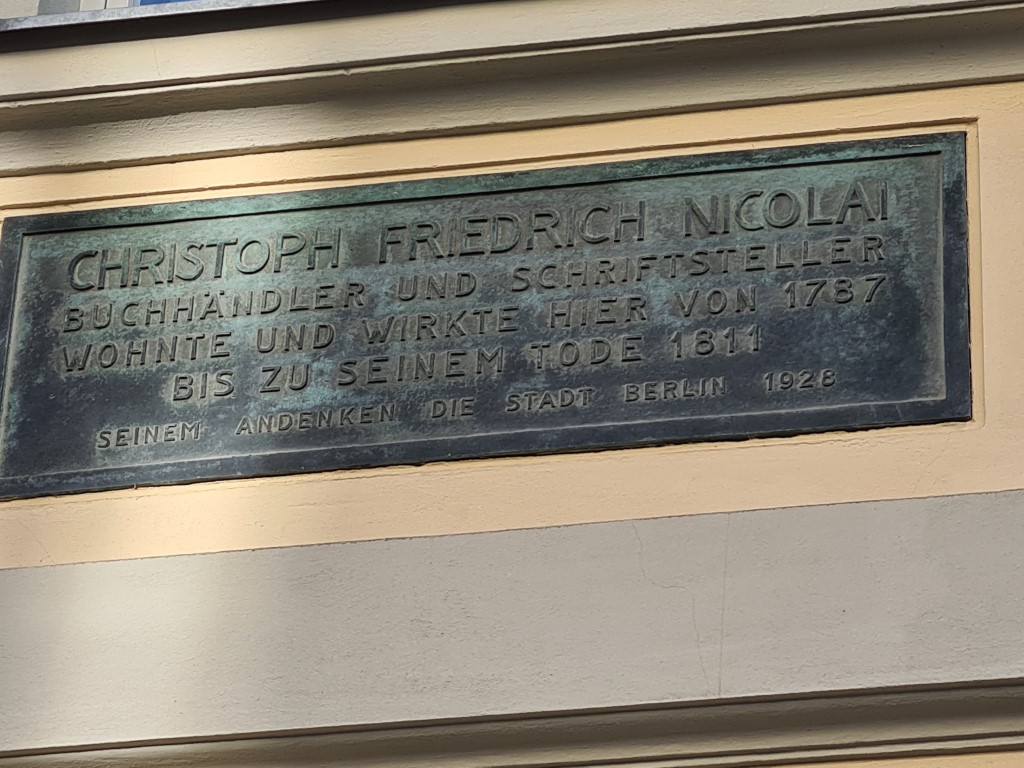 CHRISTOPH FRIEDRICH NICOLAI
BUCHHÄNDLER UND SCHRIFTSTELLER
WOHNTE UND WIRKTE HIER VON 1787
BIS ZU SEINEM TODE 1811
SEINEM ANDENKEN DIE STADT BERLIN 1928